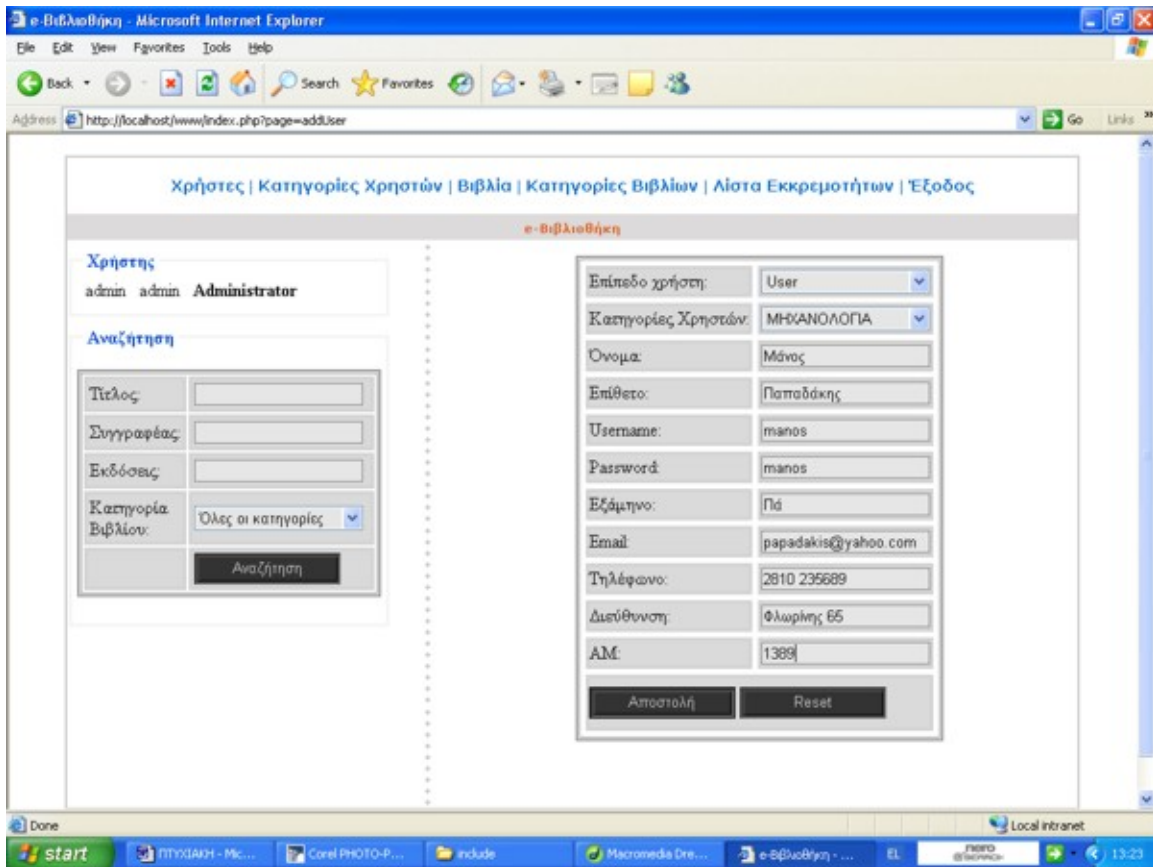 e-Βιβλιοθήκη - Microsoft Internet Explorer
File Edit View Favorites Tools Help
Back Search Favorites
Address http://localhost/www/index.php?page=addUser Go Links »
Χρήστες | Κατηγορίες Χρηστών | Βιβλία | Κατηγορίες Βιβλίων | Λίστα Εκκρεμοτήτων | Έξοδος
e-Βιβλιοθήκη
Χρήστης
admin admin Administrator
Αναζήτηση
Τίτλος:
Συγγραφέας:
Εκδόσεις:
Κατηγορία
Βιβλίου: Όλες οι κατηγορίες
Αναζήτηση
Επίπεδο χρήστη: User
Κατηγορίες Χρηστών: ΜΗΧΑΝΟΛΟΓΙΑ
Όνομα: Μάνος
Επίθετο: Παπαδάκης
Username: manos
Password: manos
Εξάμηνο: Πά
Email: papadakis@yahoo.com
Τηλέφωνο: 2810 235689
Διεύθυνση: Φλωρίνης 65
ΑΜ: 1389
Αποστολή Reset
Done Local intranet
start ΠΤΥΧΙΑΚΗ - Mic... Corel PHOTO-P... include Macromedia Dre... e-Βιβλιοθήκη - ... EL nero 13:23